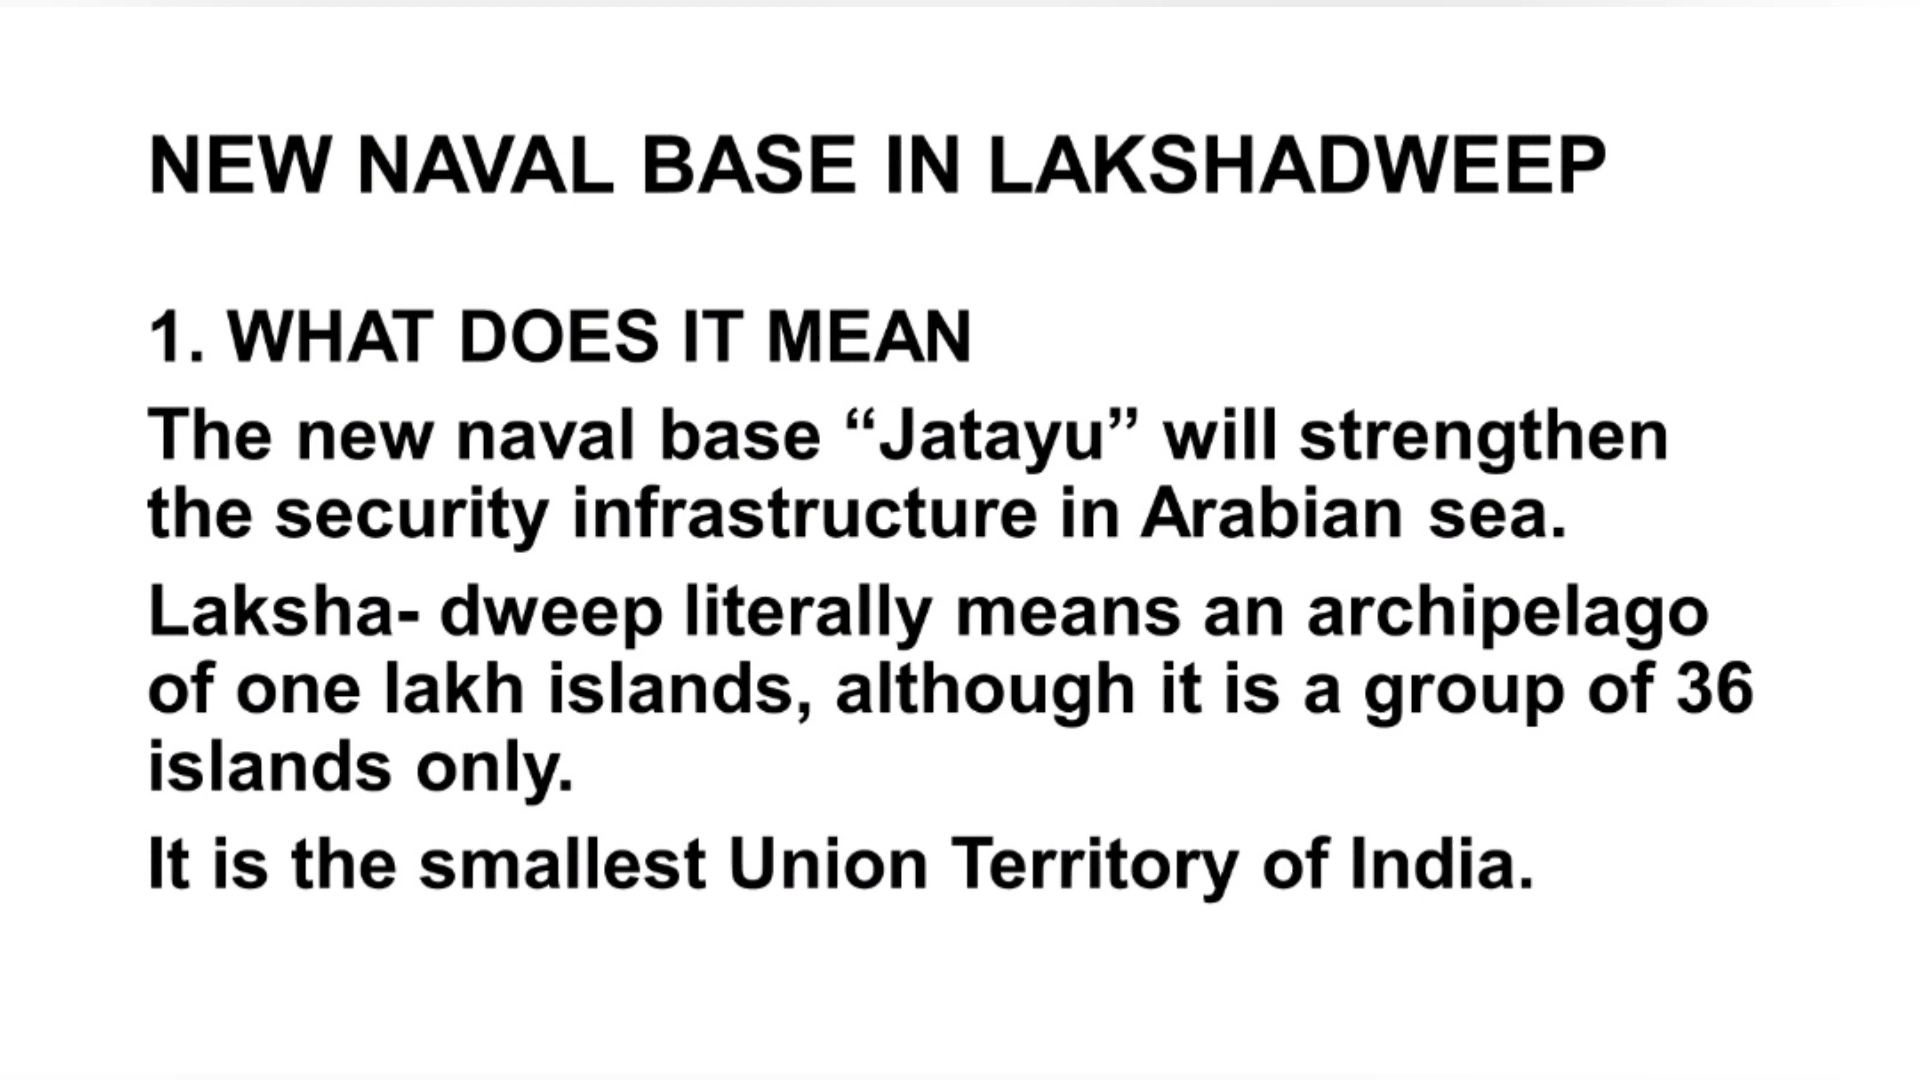 NEW NAVAL BASE IN LAKSHADWEEP
1. WHAT DOES IT MEAN
The new naval base “Jatayu” will strengthen
the security infrastructure in Arabian sea.
Laksha- dweep literally means an archipelago
of one lakh islands, although it is a group of 36
islands only.
It is the smallest Union Territory of India.